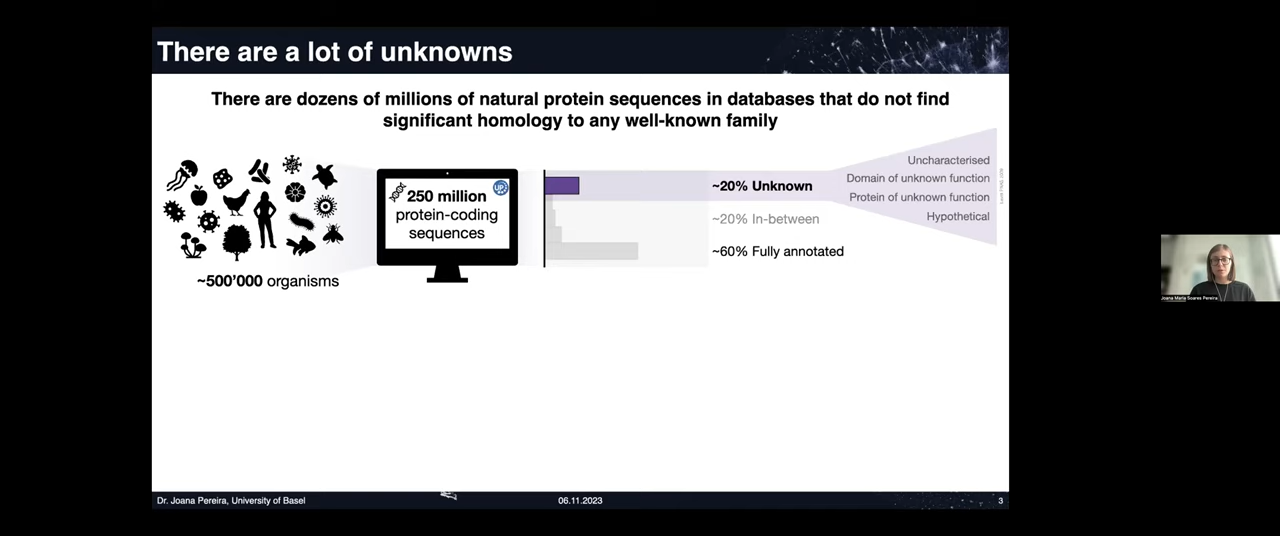 There are a lot of unknowns
There are dozens of millions of natural protein sequences in databases that do not find
significant homology to any well-known family
250 million
protein-coding
sequences
UP
~500'000 organisms
~20% Unknown
~20% In-between
~60% Fully annotated
Uncharacterised
Domain of unknown function
Protein of unknown function
Hypothetical
Joana Maria Soares Pereira
Dr. Joana Pereira, University of Basel
06.11.2023
3